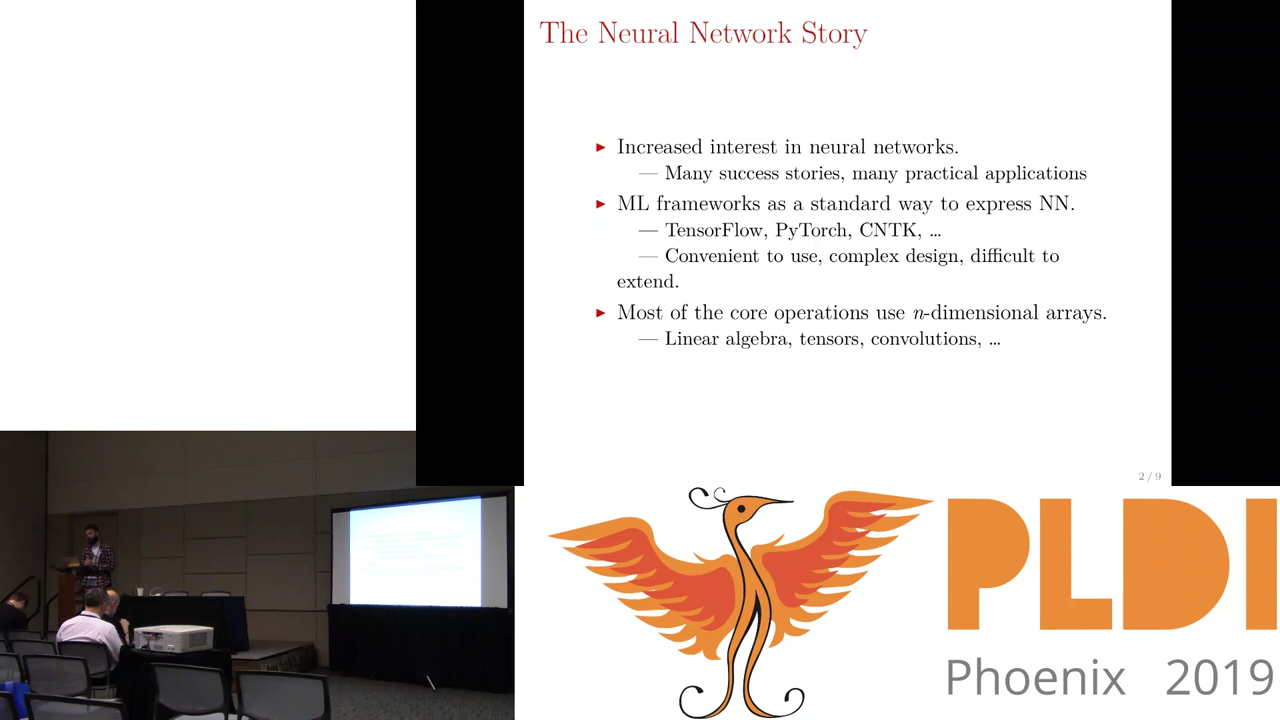 The Neural Network Story
▶ Increased interest in neural networks.
— Many success stories, many practical applications
▶ ML frameworks as a standard way to express NN.
— TensorFlow, PyTorch, CNTK, ...
— Convenient to use, complex design, difficult to
extend.
▶ Most of the core operations use n-dimensional arrays.
— Linear algebra, tensors, convolutions, ...
2 / 9
PLDI
Phoenix 2019